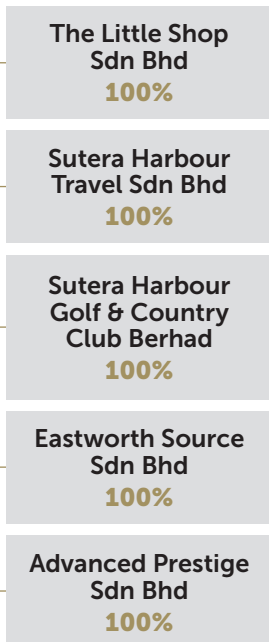 The Little Shop
Sdn Bhd
100%
Sutera Harbour
Travel Sdn Bhd
100%
Sutera Harbour
Golf & Country
Club Berhad
100%
Eastworth Source
Sdn Bhd
100%
Advanced Prestige
Sdn Bhd
100%